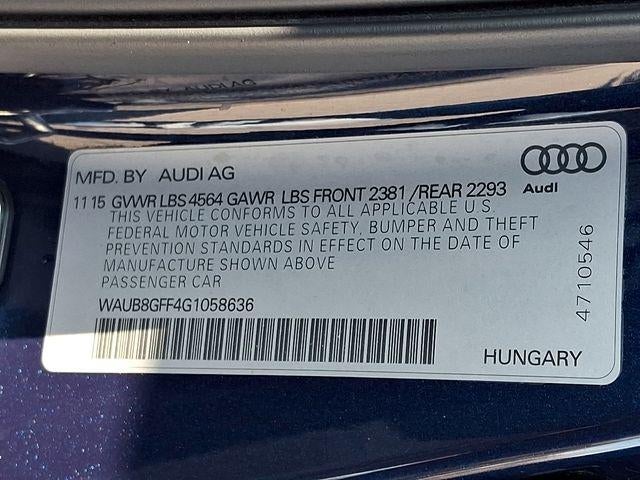 MFD. BY AUDI AG
11 15 GVWR LBS 4564 GAWR LBS FRONT 2381 /REAR 2293
THIS VEHICLE CONFORMS TO ALL APPLICABLE U.S.
FEDERAL MOTOR VEHICLE SAFETY, BUMPER AND THEFT
PREVENTION STANDARDS IN EFFECT ON THE DATE OF
MANUFACTURE SHOWN ABOVE
PASSENGER CAR
WAUB8GFF4G1058636
HUNGARY
Audi
4710546